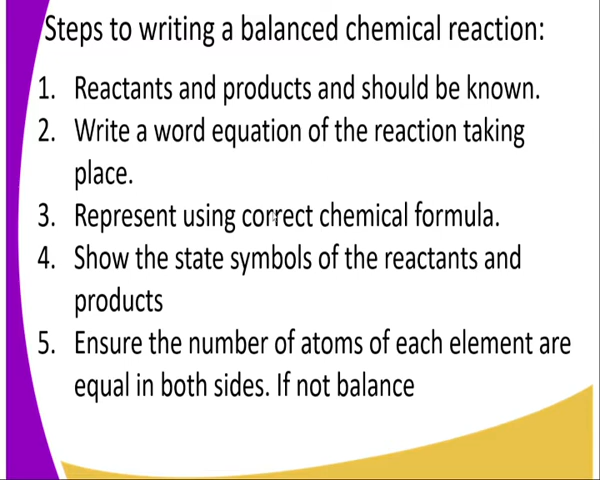 Steps to writing a balanced chemical reaction:
1. Reactants and products and should be known.
2. Write a word equation of the reaction taking
place.
3. Represent using correct chemical formula.
4. Show the state symbols of the reactants and
products
5. Ensure the number of atoms of each element are
equal in both sides. If not balance